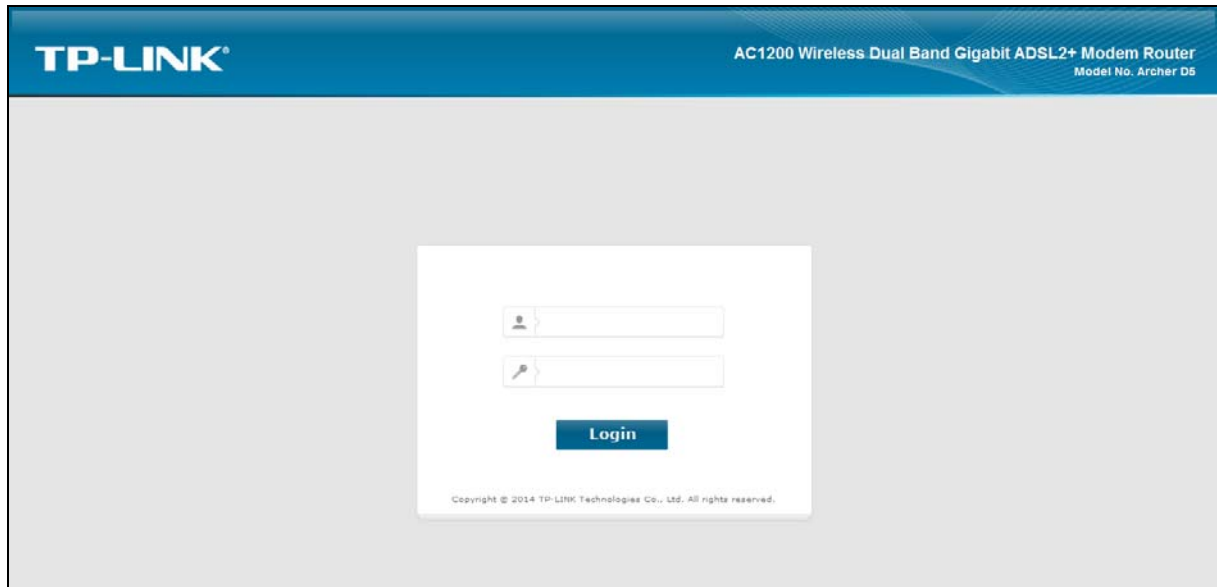 TP-LINK®
AC1200 Wireless Dual Band Gigabit ADSL2+ Modem Router
Model No. Archer D5
Login
Copyright © 2014 TP-LINK Technologies Co., Ltd. All rights reserved.